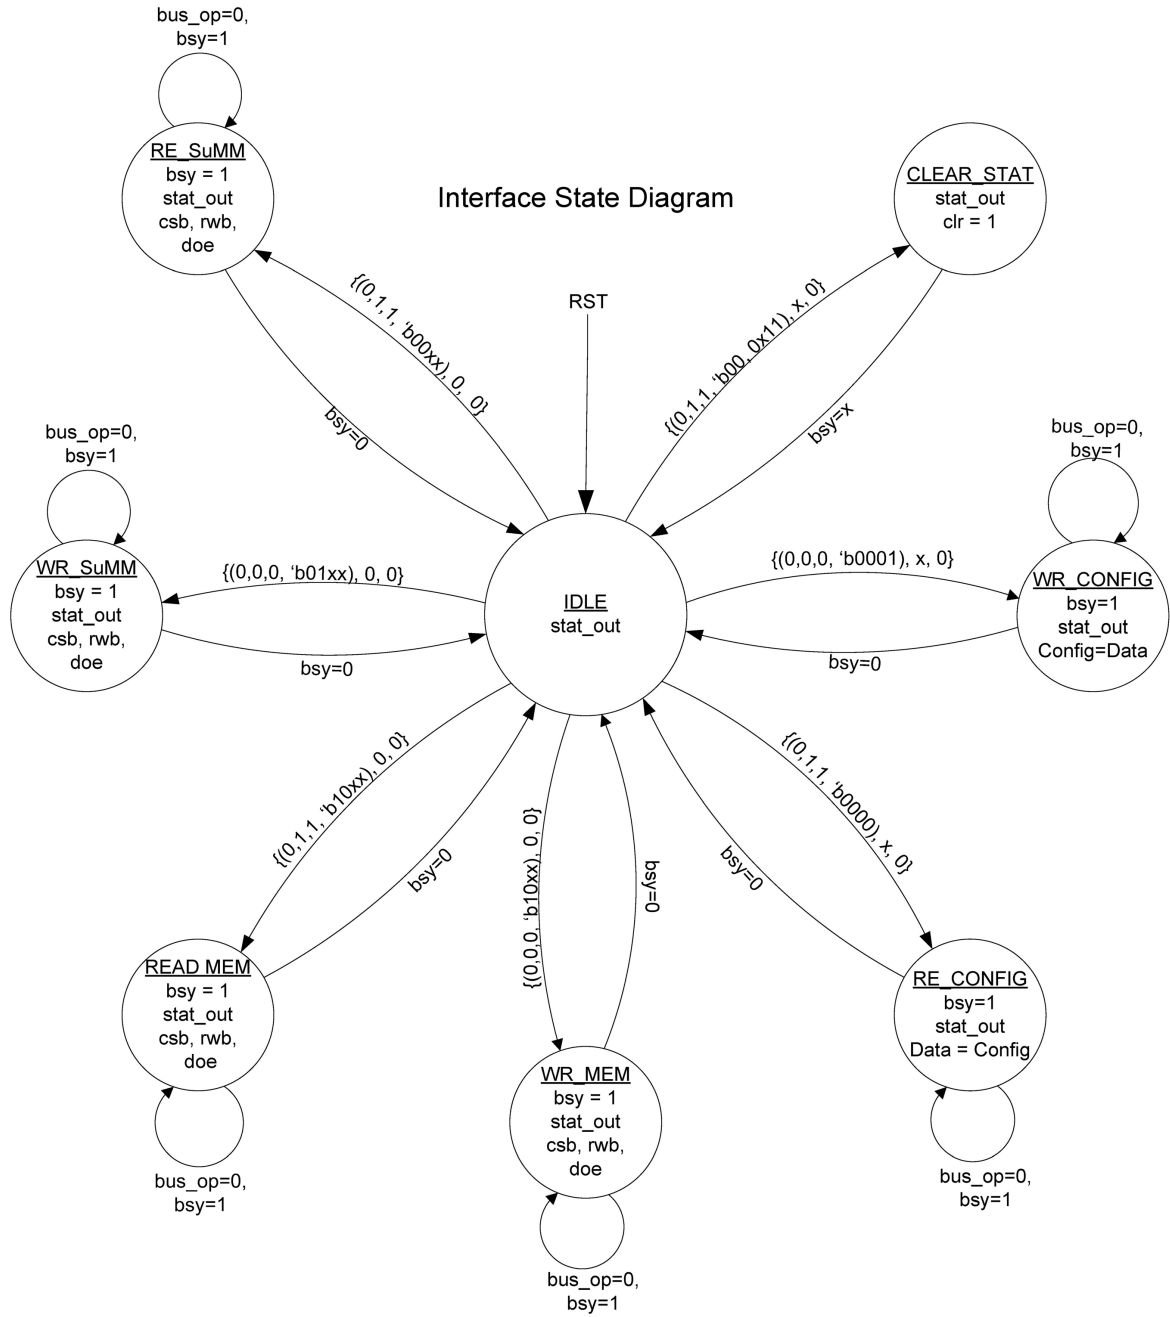 bus_op=0,
bsy=1
RE_SuMM
bsy = 1
stat_out
csb, rwb,
doe
Interface State Diagram
CLEAR_STAT
stat_out
clr = 1
{(0,1,1, ‘b00xx), 0, 0}
bsy=0
RST
{(0,1,1, ‘b00, 0x11), x, 0}
bsy=x
bus_op=0,
bsy=1
WR_SuMM
bsy = 1
stat_out
csb, rwb,
doe
{(0,0,0, ‘b01xx), 0, 0}
bsy=0
IDLE
stat_out
{(0,0,0, ‘b0001), x, 0}
bsy=0
bus_op=0,
bsy=1
WR_CONFIG
bsy=1
stat_out
Config=Data
{(0,1,1, ‘b10xx), 0, 0}
bsy=0
{(0,0,0, ‘b10xx), 0, 0}
bsy=0
{(0,1,1, ‘b0000), x, 0}
bsy=0
READ MEM
bsy = 1
stat_out
csb, rwb,
doe
bus_op=0,
bsy=1
WR_MEM
bsy = 1
stat_out
csb, rwb,
doe
bus_op=0,
bsy=1
RE_CONFIG
bsy=1
stat_out
Data = Config
bus_op=0,
bsy=1